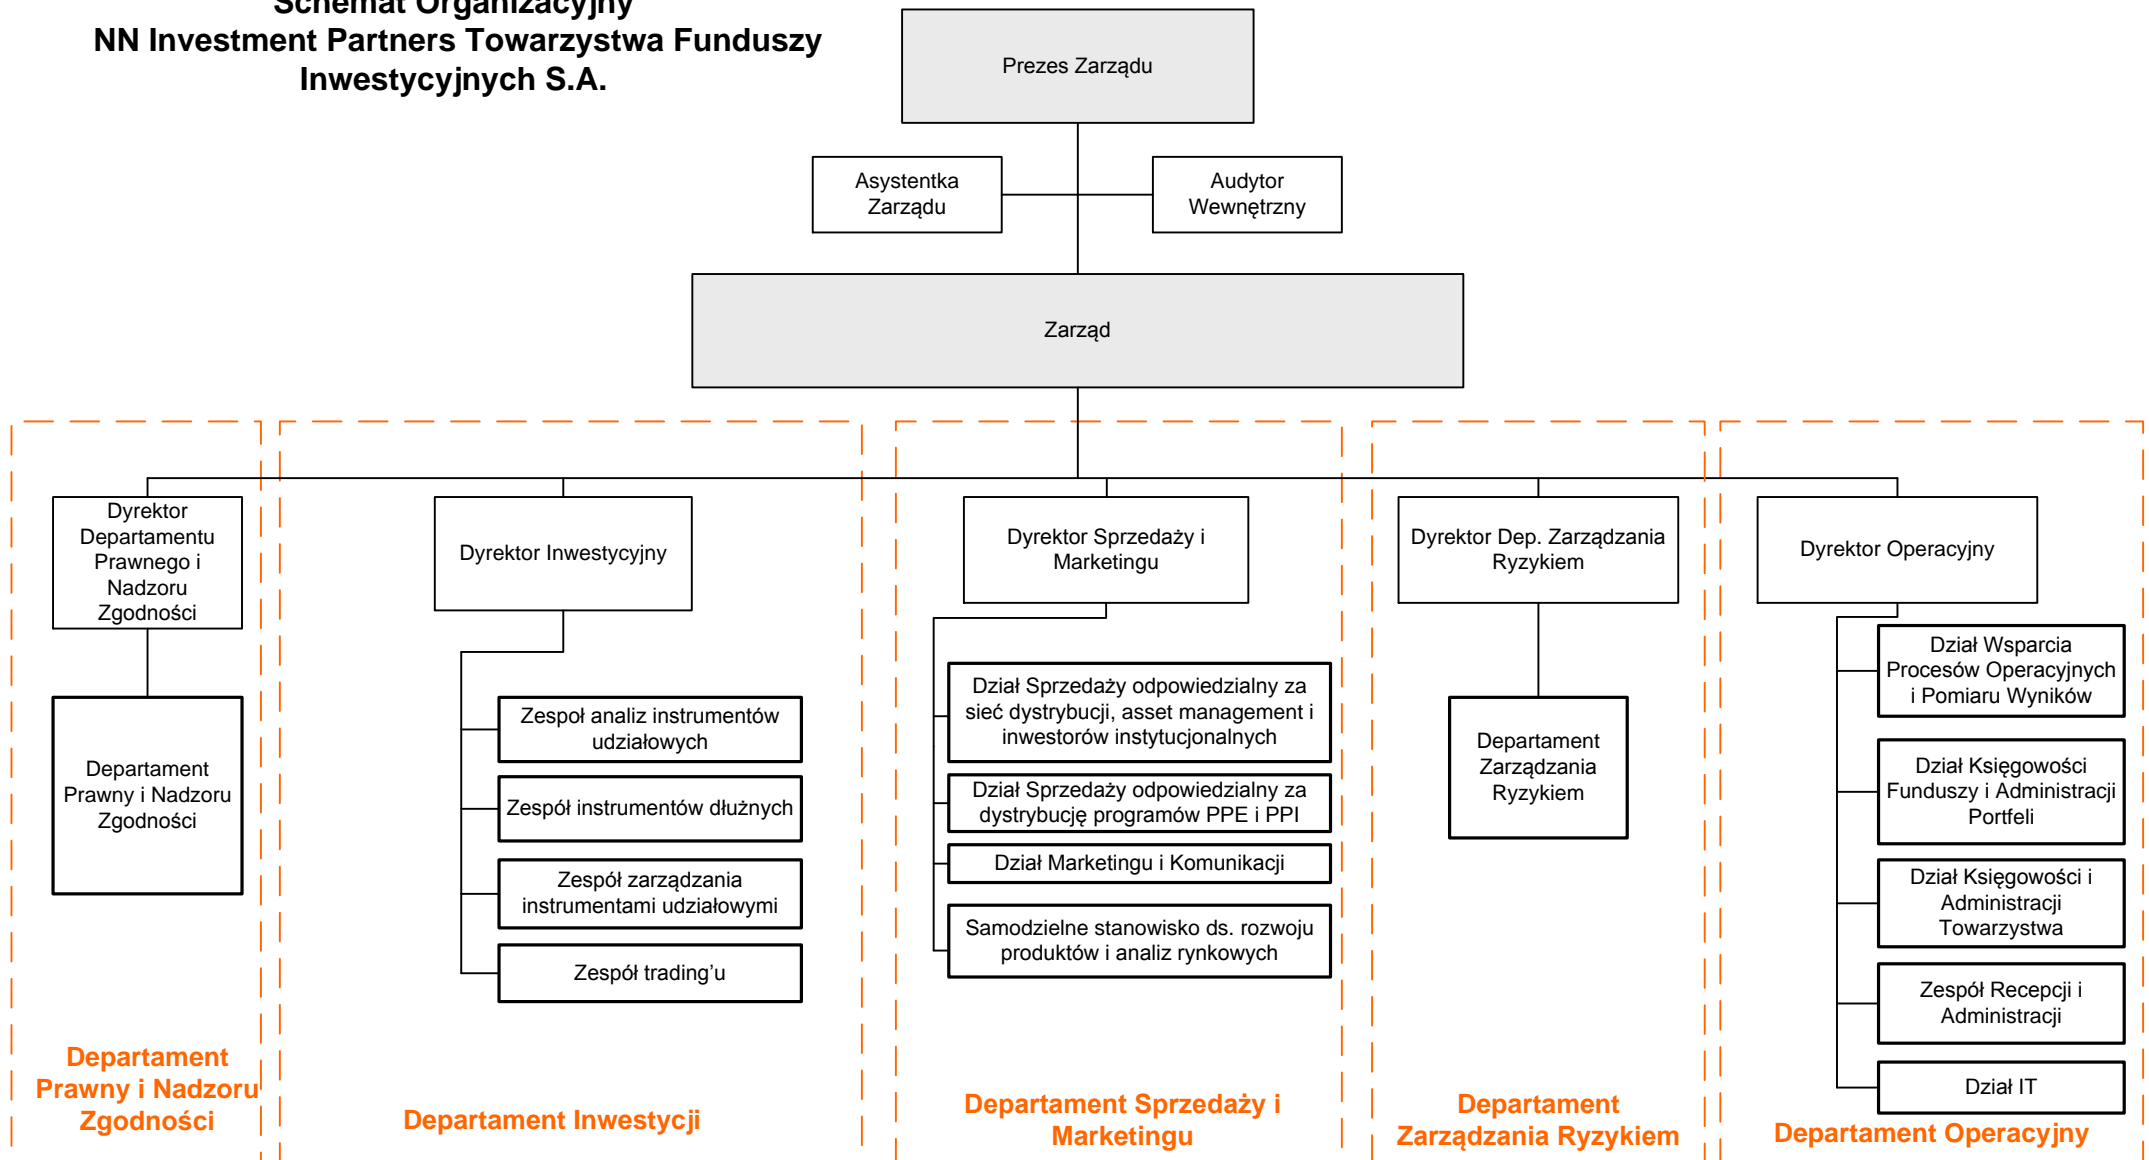 Schemat Organizacyjny
NN Investment Partners Towarzystwa Funduszy
Inwestycyjnych S.A.
Prezes Zarządu
Asystentka
Zarządu
Audytor
Wewnętrzny
Zarząd
Dyrektor
Departamentu
Prawnego i
Nadzoru
Zgodności
Dyrektor Inwestycyjny
Dyrektor Sprzedaży i
Marketingu
Dyrektor Dep. Zarządzania
Ryzykiem
Dyrektor Operacyjny
Departament
Prawny i Nadzoru
Zgodności
Zespoł analiz instrumentów
udziałowych
Zespół instrumentów dłużnych
Zespół zarządzania
instrumentami udziałowymi
Zespół trading’u
Dział Sprzedaży odpowiedzialny za
sieć dystrybucji, asset management i
inwestorów instytucjonalnych
Dział Sprzedaży odpowiedzialny za
dystrybucję programów PPE i PPI
Dział Marketingu i Komunikacji
Samodzielne stanowisko ds. rozwoju
produktów i analiz rynkowych
Departament
Zarządzania
Ryzykiem
Dział Wsparcia
Procesów Operacyjnych
i Pomiaru Wyników
Dział Księgowości
Funduszy i Administracji
Portfeli
Dział Księgowości i
Administracji
Towarzystwa
Zespół Recepcji i
Administracji
Dział IT
Departament
Prawny i Nadzoru
Zgodności
Departament Inwestycji
Departament Sprzedaży i
Marketingu
Departament
Zarządzania Ryzykiem
Departament Operacyjny